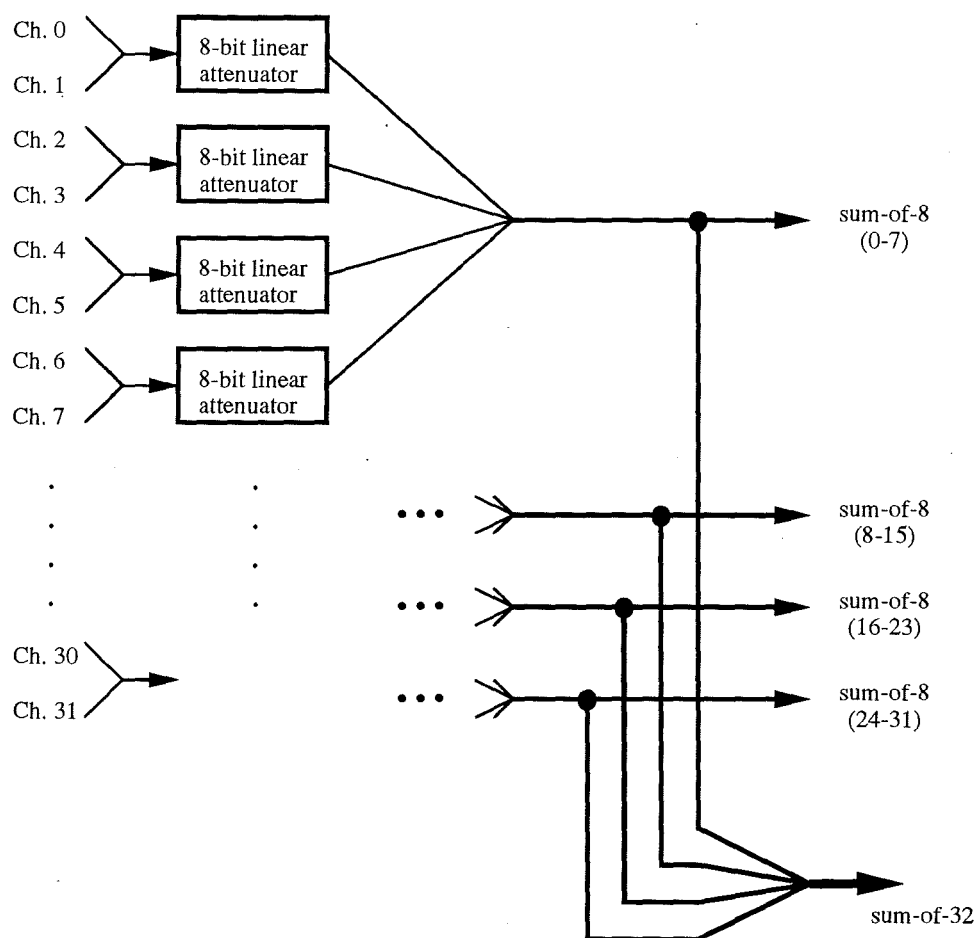 Ch. 0
Ch. 1
8-bit linear
attenuator
Ch. 2
Ch. 3
8-bit linear
attenuator
sum-of-8
(0-7)
Ch. 4
Ch. 5
8-bit linear
attenuator
Ch. 6
Ch. 7
8-bit linear
attenuator
sum-of-8
(8-15)
sum-of-8
(16-23)
Ch. 30
Ch. 31
sum-of-8
(24-31)
sum-of-32